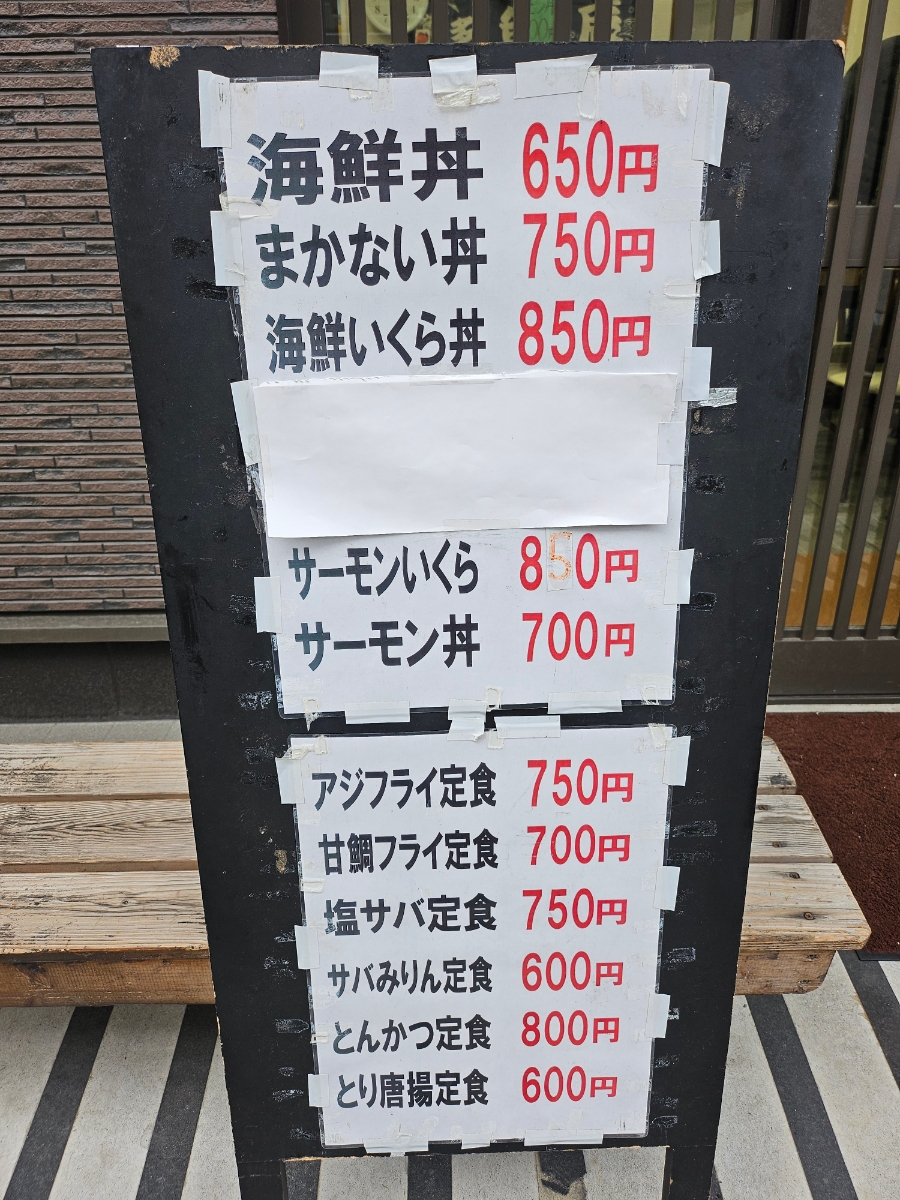 海鮮丼 650円
まかない丼 750円
海鮮いくら丼 850円
サーモンいくら 850円
サーモン丼 700円
アジフライ定食 750円
甘鯛フライ定食 700円
塩サバ定食 750円
サバみりん定食 600円
とんかつ定食 800円
とり唐揚定食 600円